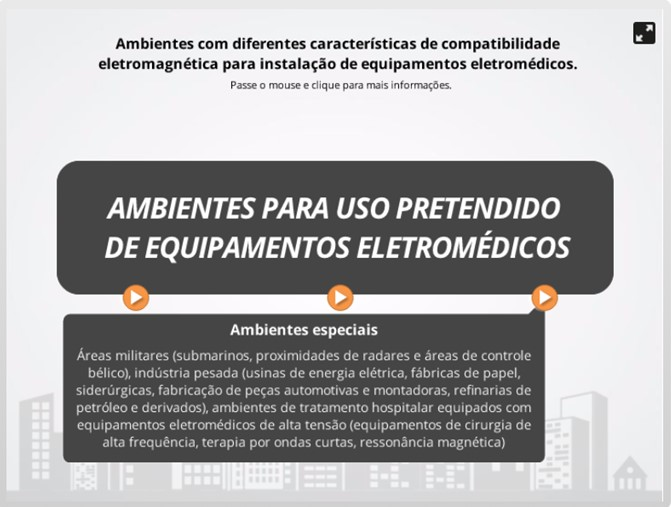 Ambientes com diferentes características de compatibilidade
eletromagnética para instalação de equipamentos eletromédicos.
Passe o mouse e clique para mais informações.
AMBIENTES PARA USO PRETENDIDO
DE EQUIPAMENTOS ELETROMÉDICOS
Ambientes especiais
Áreas militares (submarinos, proximidades de radares e áreas de controle
bélico), indústria pesada (usinas de energia elétrica, fábricas de papel,
siderúrgicas, fabricação de peças automotivas e montadoras, refinarias de
petróleo e derivados), ambientes de tratamento hospitalar equipados com
equipamentos eletromédicos de alta tensão (equipamentos de cirurgia de
alta frequência, terapia por ondas curtas, ressonância magnética)